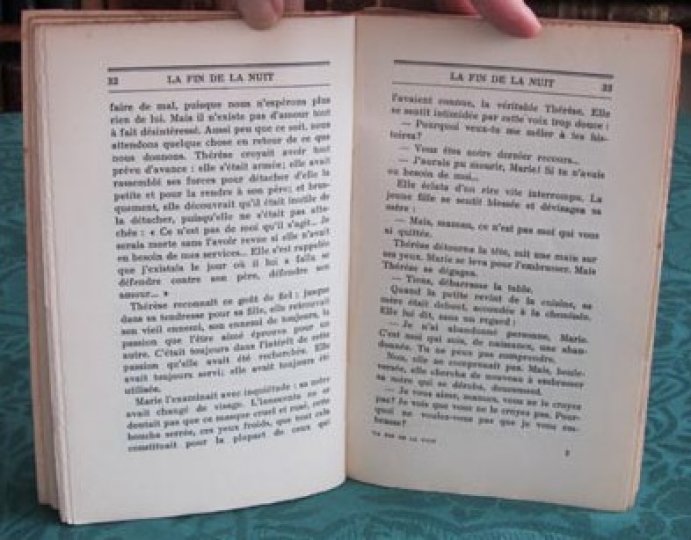 32 LA FIN DE LA NUIT
faire de mal, puisque nous n'espérons plus
rien de lui. Mais il n'existe pas d'amour tout
à fait désintéressé. Aussi peu que ce soit, nous
attendons quelque chose en retour de ce que
nous donnons. Thérèse croyait avoir tout
prévu d'avance : elle s'était armée; elle avait
rassemblé ses forces pour détacher d'elle la
petite et pour la rendre à son père; et brus-
quement, elle découvrait qu'il était inutile de
la détacher, puisqu'elle ne s'était pas atta-
chée : « Ce n'est pas de moi qu'il s'agit.. Je
serais morte sans l'avoir revue si elle n'avait
eu besoin de mes services... Elle s'est rappelée
que j'existais le jour où il lui a fallu se
défendre contre son père, défendre son
amour... »
Thérèse reconnaît ce goût de fiel : jusque
dans sa tendresse pour sa fille, elle retrouvait
son vieil ennemi, son ennemi de toujours, la
passion que l'être aimé éprouve pour un
autre. C'était toujours dans l'intérêt de cette
passion qu'elle avait été recherchée. Elle
avait toujours servi; elle avait toujours été
utilisée.
Marie l'examinait avec inquiétude : sa mère
avait changé de visage. L'innocente ne se
doutait pas que ce masque cruel et rusé, cette
bouche serrée, ces yeux froids, que tout cela
constituait pour la plupart de ceux qui
LA FIN DE LA NUIT 33
l'avaient connue, la véritable Thérèse. Elle
se sentit intimidée par cette voix trop douce :
— Pourquoi veux-tu me mêler à tes his-
toires?
— Vous êtes notre dernier recours...
— J'aurais pu mourir, Marie! Si tu n'avais
eu besoin de moi...
Elle éclata d'un rire vite interrompu. La
jeune fille se sentit blessée et dévisagea sa
mère :
— Mais, maman, ce n'est pas moi qui vous
ai quittée.
Thérèse détourna la tête, mit une main sur
ses yeux. Marie se leva pour l'embrasser. Mais
Thérèse se dégagea.
— Tiens, débarrasse la table.
Quand la petite revint de la cuisine, sa
mère était debout, accoudée à la cheminée.
Elle lui dit, sans un regard :
— Je n'ai abandonné personne, Marie.
C'est moi qui suis, de naissance, une aban-
donnée. Tu ne peux pas comprendre.
Non, elle ne comprenait pas. Mais, boule-
versée, elle chercha de nouveau à embrasser
sa mère qui se déroba, doucement.
— Je vous aime, maman, vous ne le croyez
pas? Je vois que vous ne le croyez pas. Pour-
quoi ne voulez-vous pas que je vous em-
brasse?
LA FIN DE LA NUIT